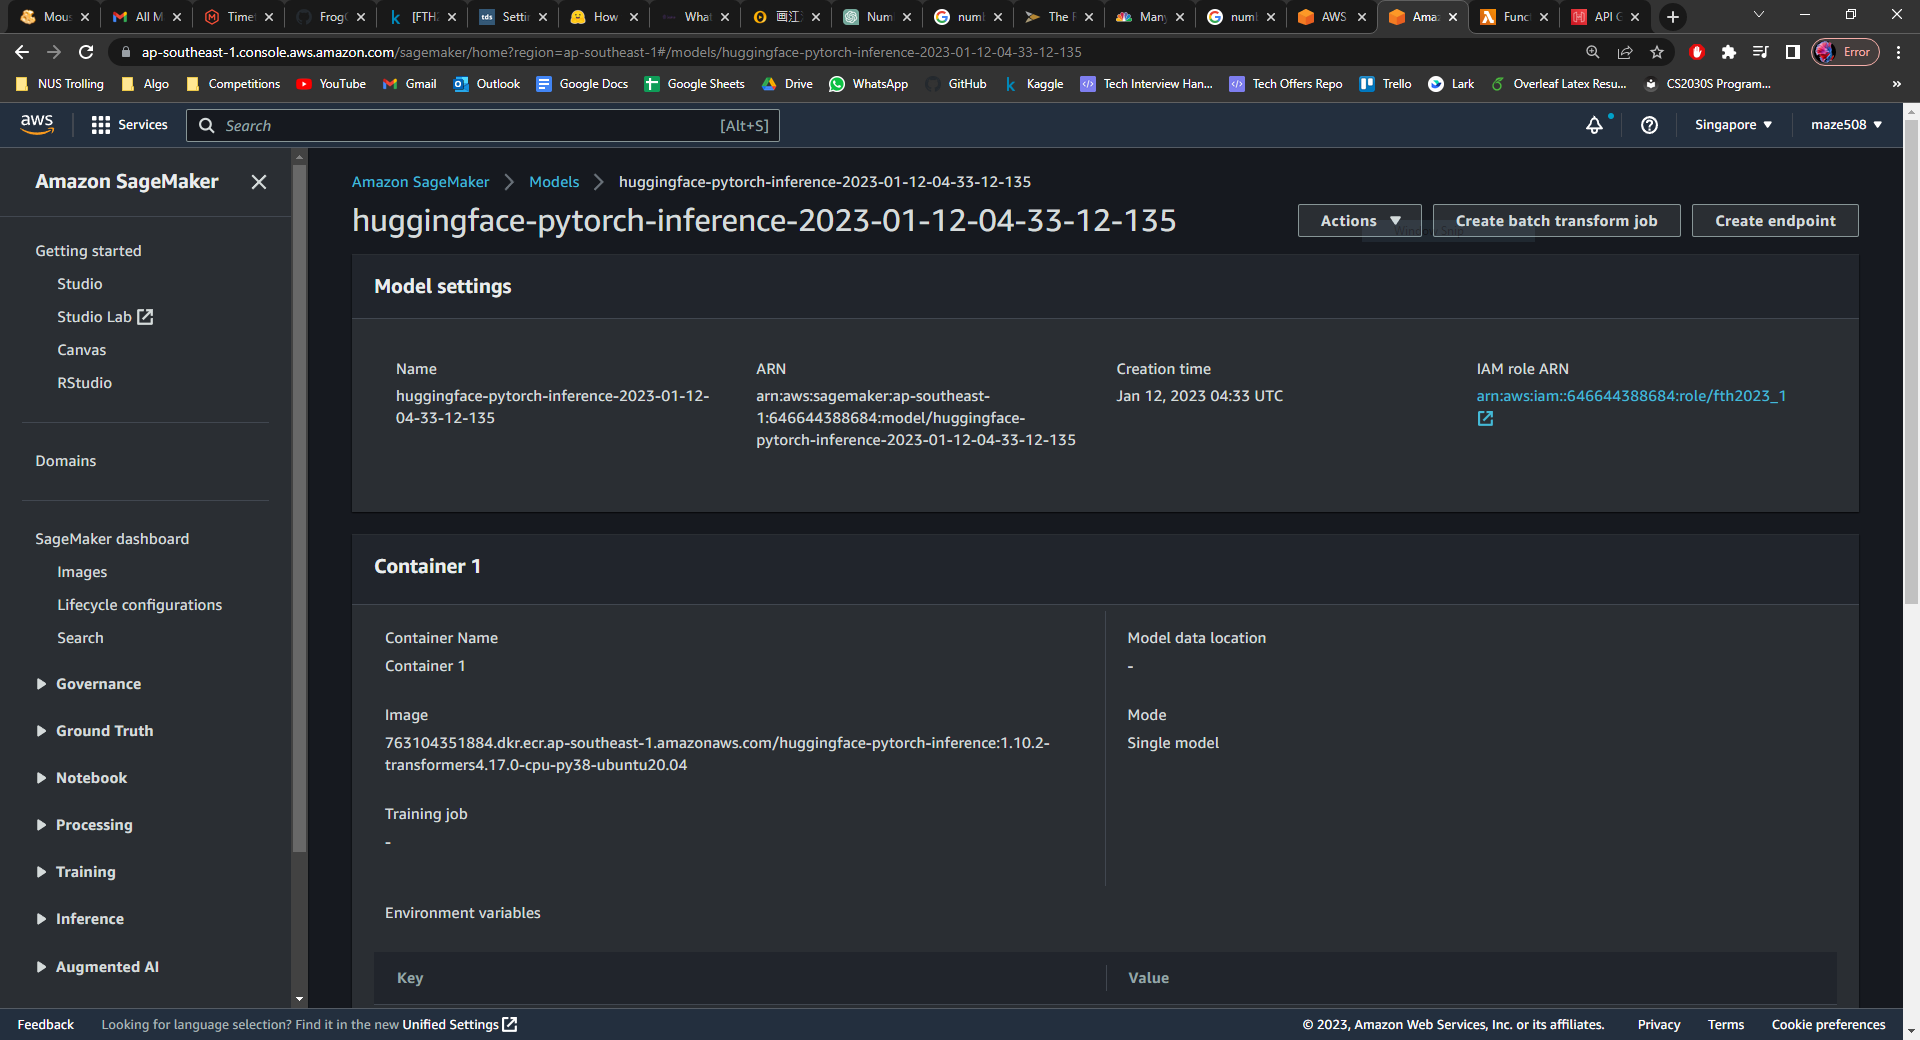 Mous
All M
Timel
Frog
[FTH
Setti
How
What
画江
Num
numl
The F
Many
numl
AWS
Amaz
Func
API G
ap-southeast-1.console.aws.amazon.com/sagemaker/home?region=ap-southeast-1#/models/huggingface-pytorch-inference-2023-01-12-04-33-12-135
Error
NUS Trolling
Algo
Competitions
YouTube
Gmail
Outlook
Google Docs
Google Sheets
Drive
WhatsApp
GitHub
Kaggle
Tech Interview Han...
Tech Offers Repo
Trello
Lark
Overleaf Latex Resu...
CS2030S Program...
aws
Services
Search
[Alt+S]
Singapore
maze508
Amazon SageMaker
Getting started
Studio
Studio Lab
Canvas
RStudio
Domains
SageMaker dashboard
Images
Lifecycle configurations
Search
Governance
Ground Truth
Notebook
Processing
Training
Inference
Augmented AI
Amazon SageMaker
Models
huggingface-pytorch-inference-2023-01-12-04-33-12-135
huggingface-pytorch-inference-2023-01-12-04-33-12-135
Actions
Create batch transform job
Create endpoint
Model settings
Name
huggingface-pytorch-inference-2023-01-12-
04-33-12-135
ARN
arn:aws:sagemaker:ap-southeast-
1:646644388684:model/huggingface-
pytorch-inference-2023-01-12-04-33-12-135
Creation time
Jan 12, 2023 04:33 UTC
IAM role ARN
arn:aws:iam::646644388684:role/fth2023_1
Container 1
Container Name
Container 1
Image
763104351884.dkr.ecr.ap-southeast-1.amazonaws.com/huggingface-pytorch-inference:1.10.2-
transformers4.17.0-cpu-py38-ubuntu20.04
Training job
-
Model data location
-
Mode
Single model
Environment variables
Key
Value
Feedback
Looking for language selection? Find it in the new Unified Settings
© 2023, Amazon Web Services, Inc. or its affiliates.
Privacy
Terms
Cookie preferences